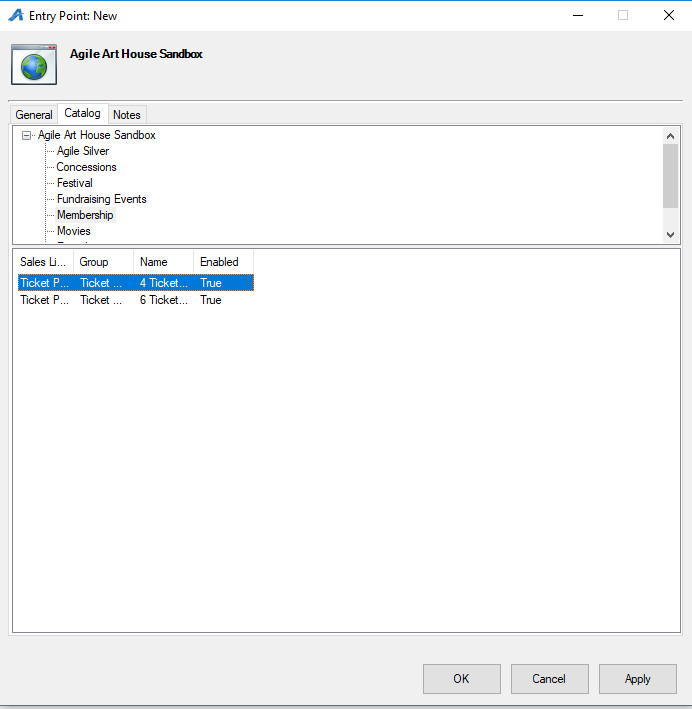 Entry Point: New
Agile Art House Sandbox
General Catalog Notes
Agile Art House Sandbox
Agile Silver
Concessions
Festival
Fundraising Events
Membership
Movies
Sales Li... Group Name Enabled
Ticket P... Ticket ... 4 Ticket... True
Ticket P... Ticket ... 6 Ticket... True
OK Cancel Apply